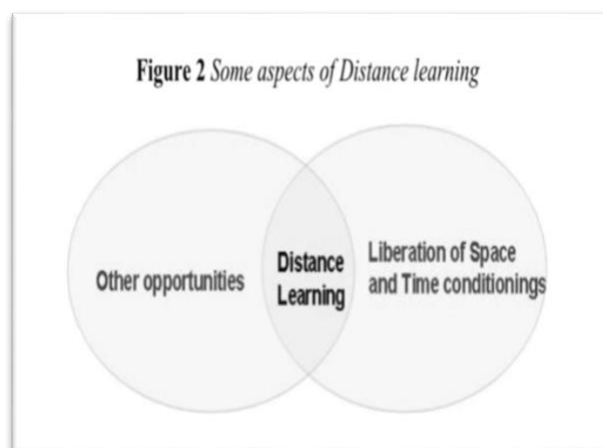 Figure 2 Some aspects of Distance learning
Other opportunities
Distance
Learning
Liberation of Space
and Time conditionings